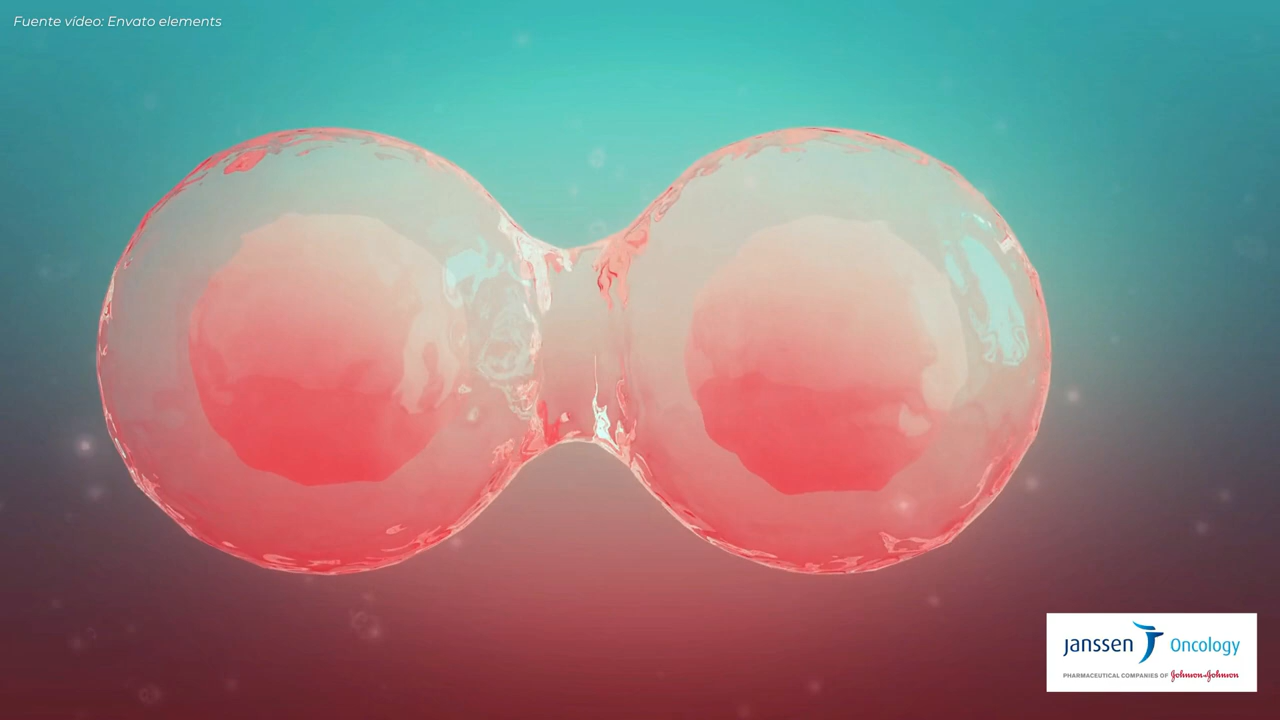 Fuente vídeo: Envato elements
Janssen Oncology
PHARMACEUTICAL COMPANIES OF Johnson & Johnson